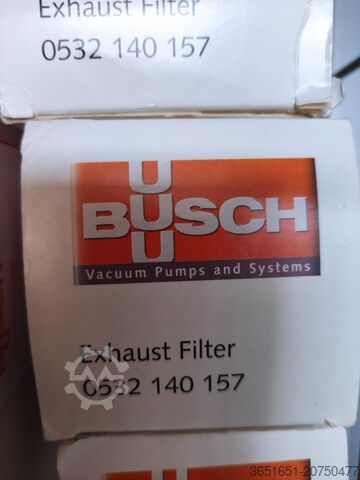 Exhaust Filter
0532 140 157
U
BUSCH
U
Vacuum Pumps and Systems
Exhaust Filter
0532 140 157
U
3651651-20750477